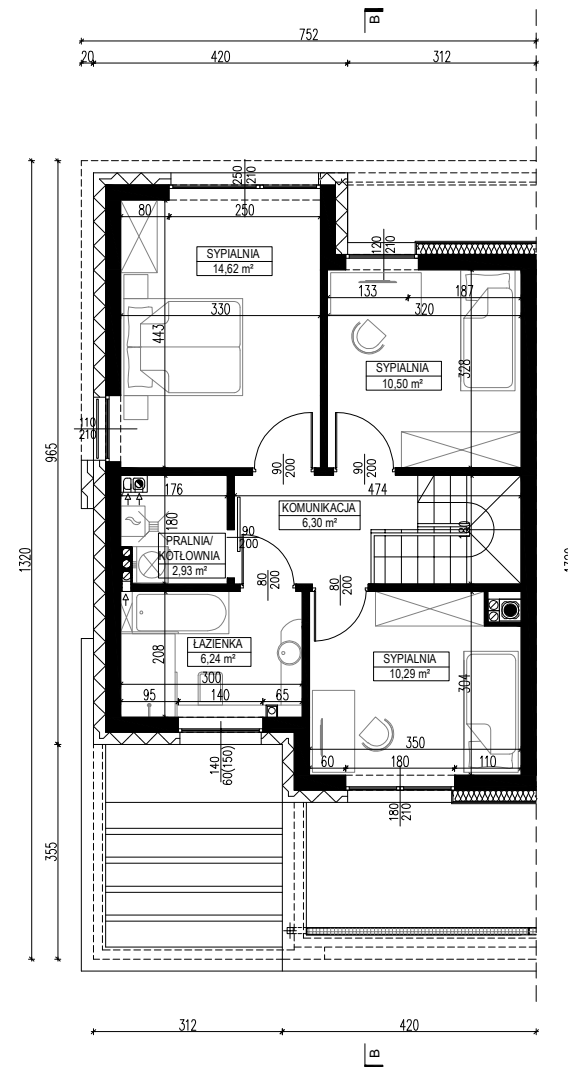 B
752
20 420 312
250
210
80 250
120
210
SYPIALNIA
14,62 m²
133 187
330 320
443
328
SYPIALNIA
10,50 m²
110
210
965
1320
90
200
90
200
176 474
180
KOMUNIKACJA
6,30 m²
180
90
200
PRALNIA/
KOTŁOWNIA
2,93 m²
80
200
80
200
208
ŁAZIENKA
6,24 m²
SYPIALNIA
10,29 m²
304
300
95 140 65
350
60 180 110
140
60(150)
180
210
355
312 420
B